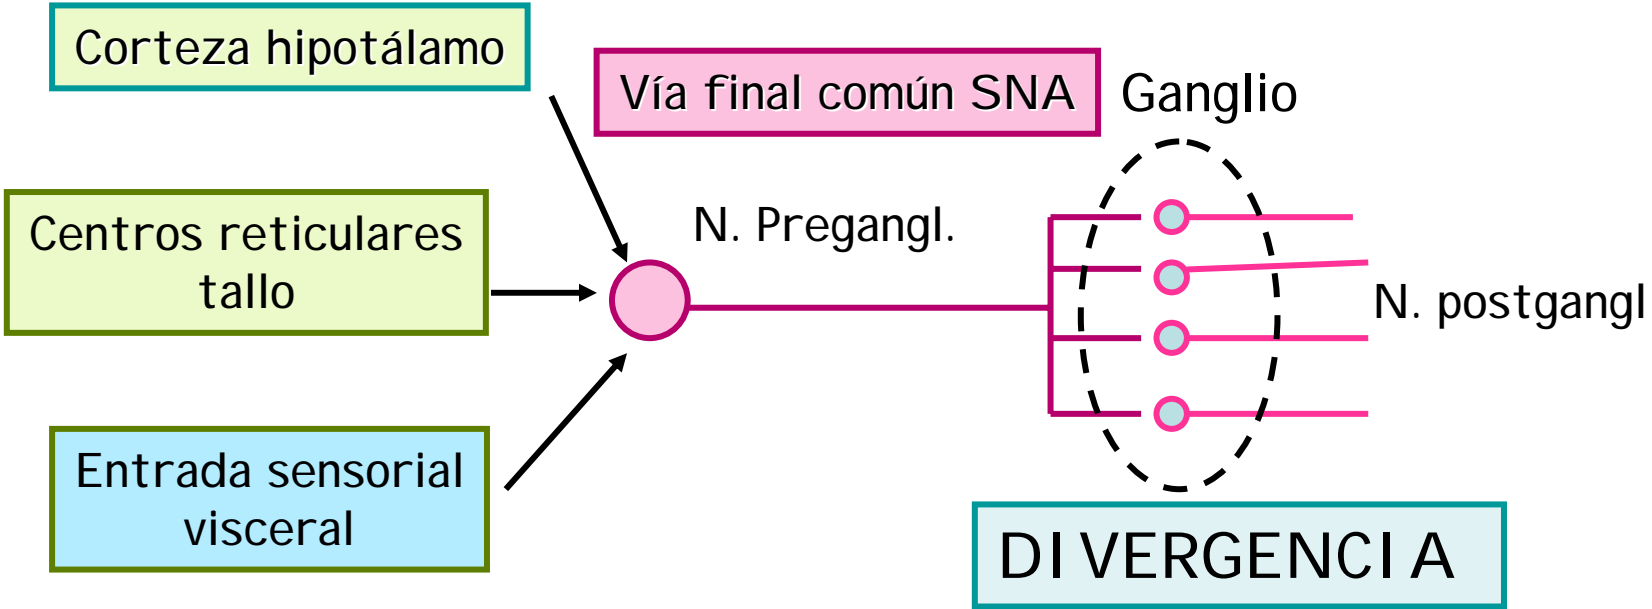 Corteza hipotálamo
Vía final común SNA
Ganglio
Centros reticulares
tallo
N. Pregangl.
N. postgangl
Entrada sensorial
visceral
DIVERGENCIA